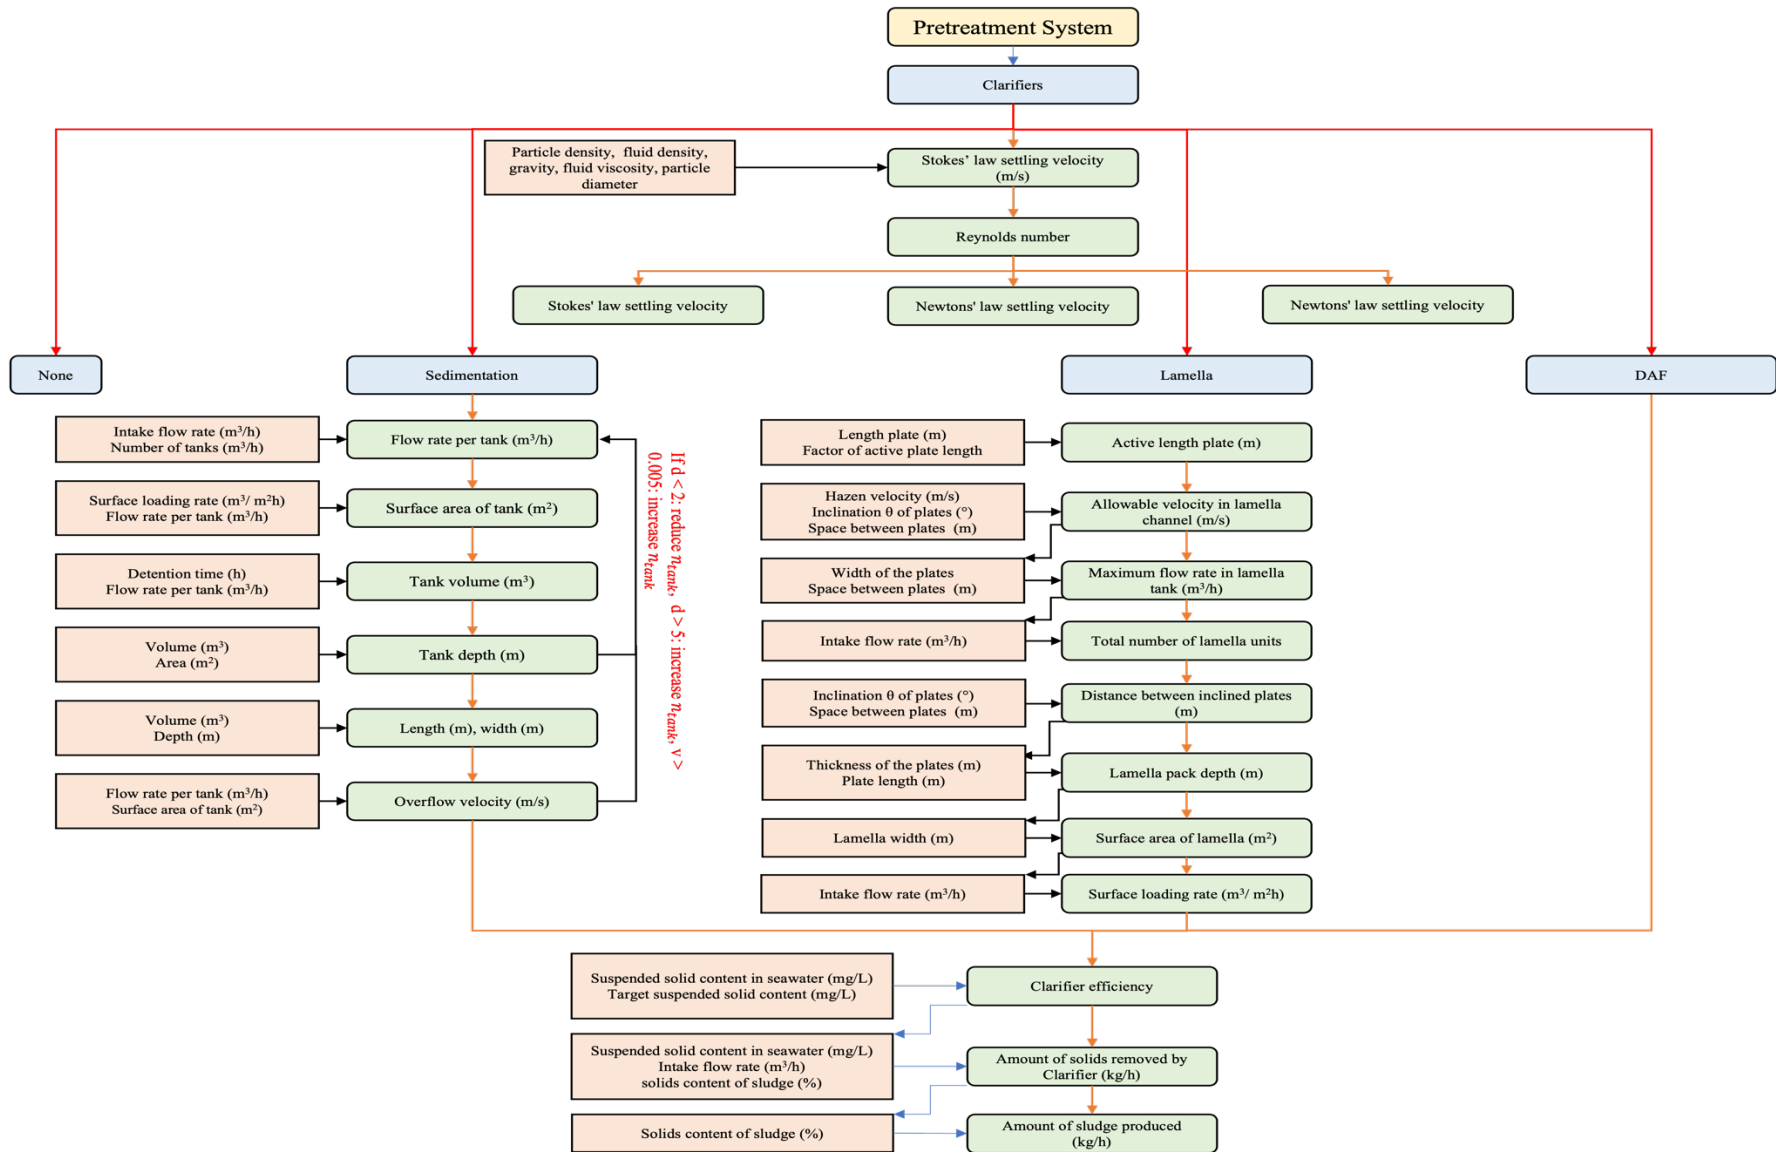 Pretreatment System
Clarifiers
Particle density, fluid density,
gravity, fluid viscosity, particle
diameter
Stokes’ law settling velocity
(m/s)
Reynolds number
Stokes' law settling velocity
Newtons' law settling velocity
Newtons' law settling velocity
None
Sedimentation
Lamella
DAF
Intake flow rate (m³/h)
Number of tanks (m³/h)
Flow rate per tank (m³/h)
Surface loading rate (m³/ m²h)
Flow rate per tank (m³/h)
Surface area of tank (m²)
Detention time (h)
Flow rate per tank (m³/h)
Tank volume (m³)
Volume (m³)
Area (m²)
Tank depth (m)
Volume (m³)
Depth (m)
Length (m), width (m)
Flow rate per tank (m³/h)
Surface area of tank (m²)
Overflow velocity (m/s)
If d < 2: reduce n_tank, d > 5: increase n_tank, v >
0.005: increase n_tank
Length plate (m)
Factor of active plate length
Active length plate (m)
Hazen velocity (m/s)
Inclination θ of plates (°)
Space between plates (m)
Allowable velocity in lamella
channel (m/s)
Width of the plates
Space between plates (m)
Maximum flow rate in lamella
tank (m³/h)
Intake flow rate (m³/h)
Total number of lamella units
Inclination θ of plates (°)
Space between plates (m)
Distance between inclined plates
(m)
Thickness of the plates (m)
Plate length (m)
Lamella pack depth (m)
Lamella width (m)
Surface area of lamella (m²)
Intake flow rate (m³/h)
Surface loading rate (m³/ m²h)
Suspended solid content in seawater (mg/L)
Target suspended solid content (mg/L)
Clarifier efficiency
Suspended solid content in seawater (mg/L)
Intake flow rate (m³/h)
solids content of sludge (%)
Amount of solids removed by
Clarifier (kg/h)
Solids content of sludge (%)
Amount of sludge produced
(kg/h)